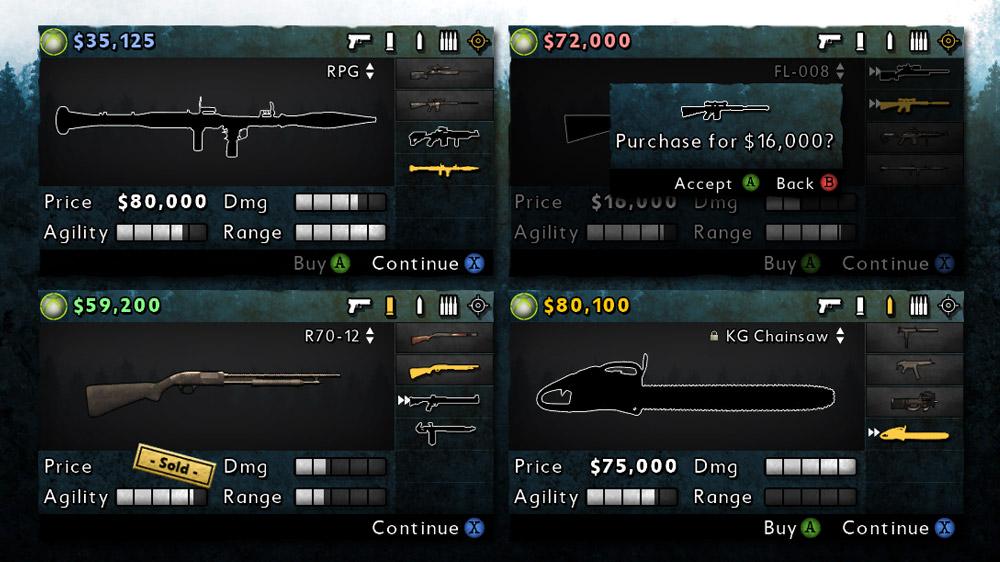 $35,125
RPG
Price $80,000 Dmg
Agility Range
Buy A Continue X
$72,000
FL-008
Purchase for $16,000?
Accept A Back B
Price $16,000 Dmg
Agility Range
Buy A Continue X
$59,200
R70-12
Price - Sold - Dmg
Agility Range
Continue X
$80,100
KG Chainsaw
Price $75,000 Dmg
Agility Range
Buy A Continue X